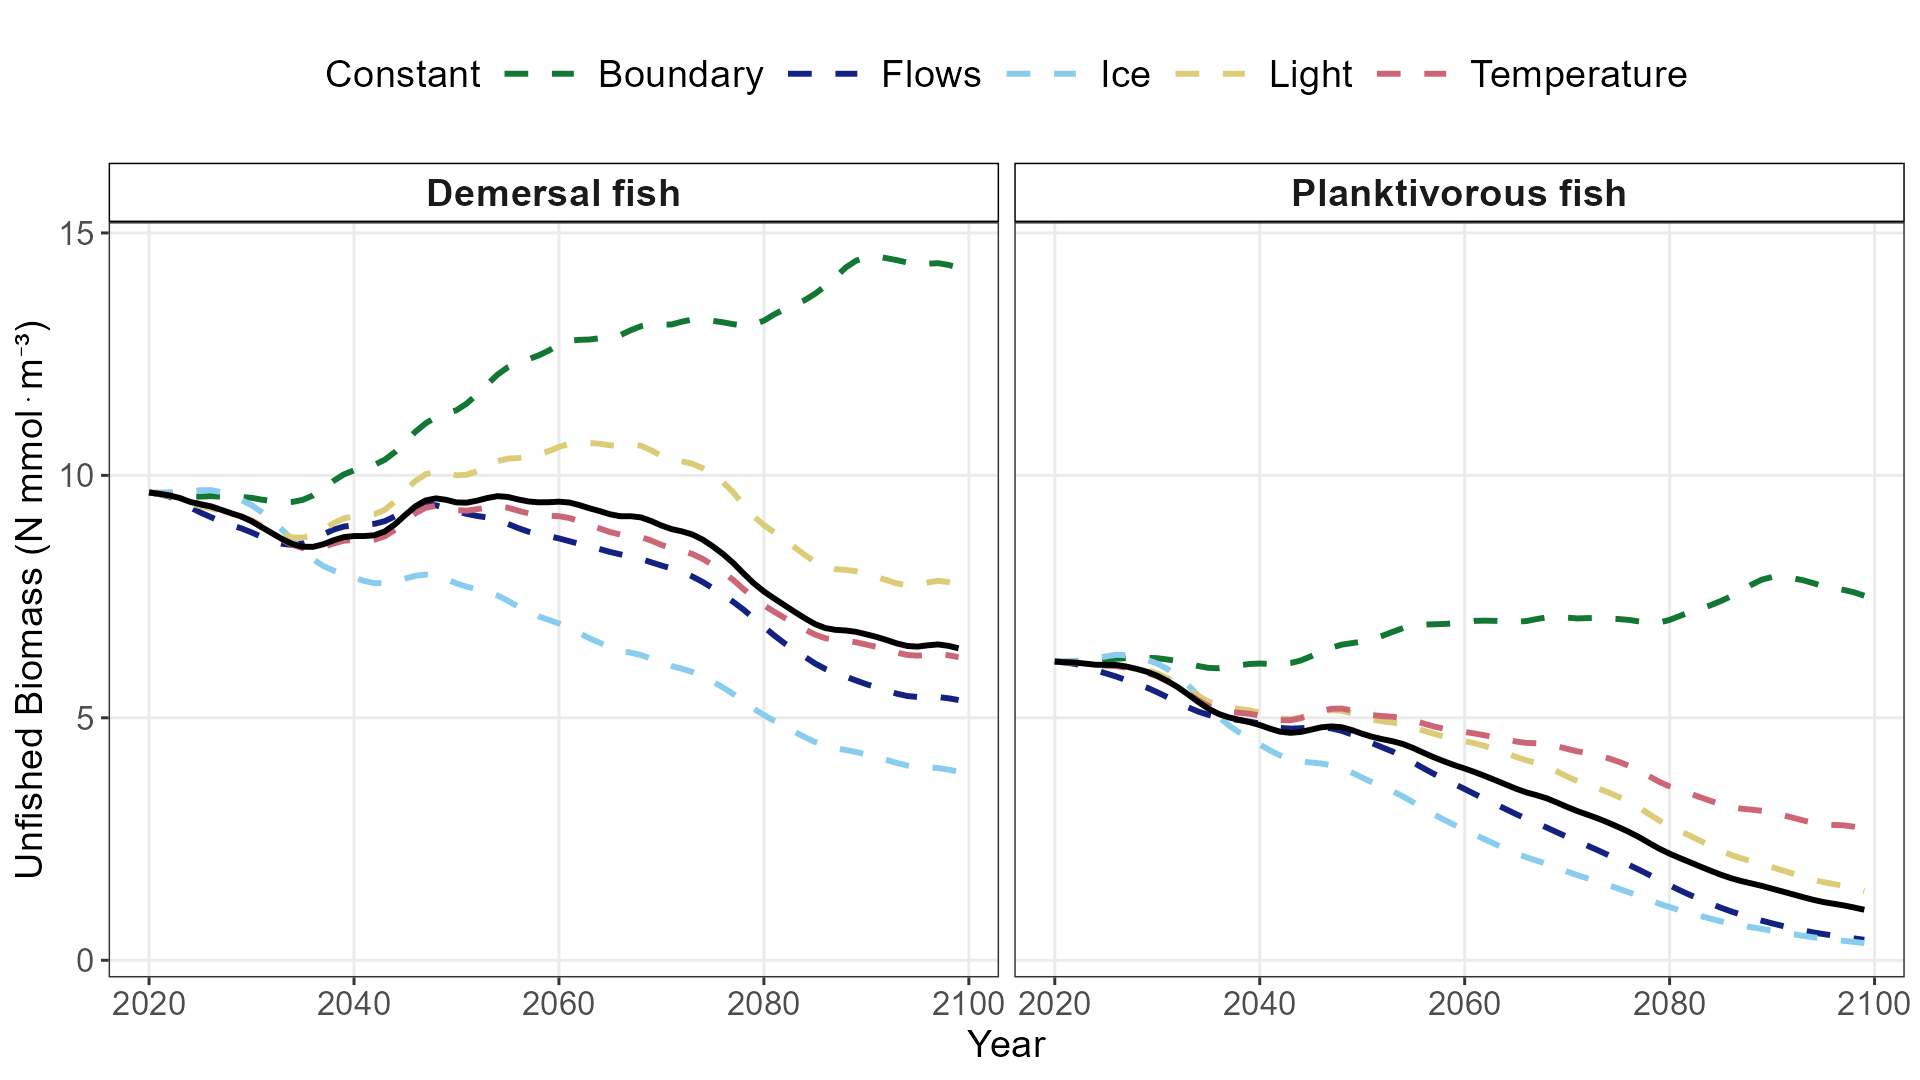 Constant Boundary Flows Ice Light Temperature
Demersal fish Planktivorous fish
Unfished Biomass (N mmol · m⁻³)
15
10
5
0
2020 2040 2060 2080 2100 2020 2040 2060 2080 2100
Year